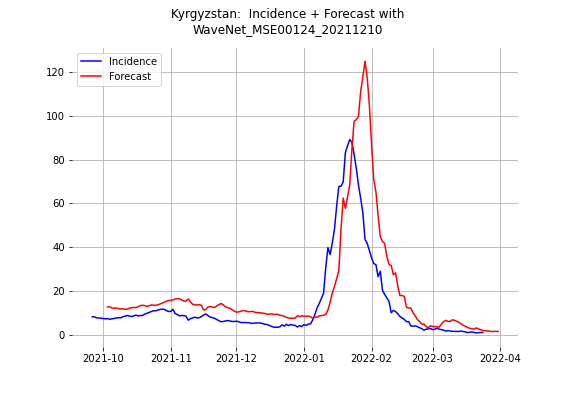 Kyrgyzstan:  Incidence + Forecast with
WaveNet_MSE00124_20211210
Incidence
Forecast
120
100
80
60
40
20
0
2021-10 2021-11 2021-12 2022-01 2022-02 2022-03 2022-04